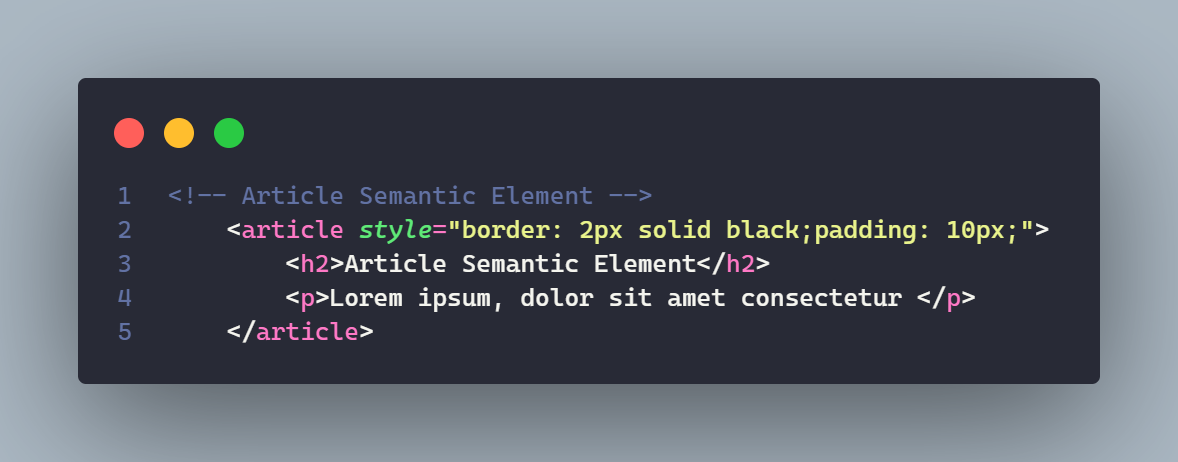 1 <!-- Article Semantic Element -->
2     <article style="border: 2px solid black;padding: 10px;">
3         <h2>Article Semantic Element</h2>
4         <p>Lorem ipsum, dolor sit amet consectetur </p>
5     </article>